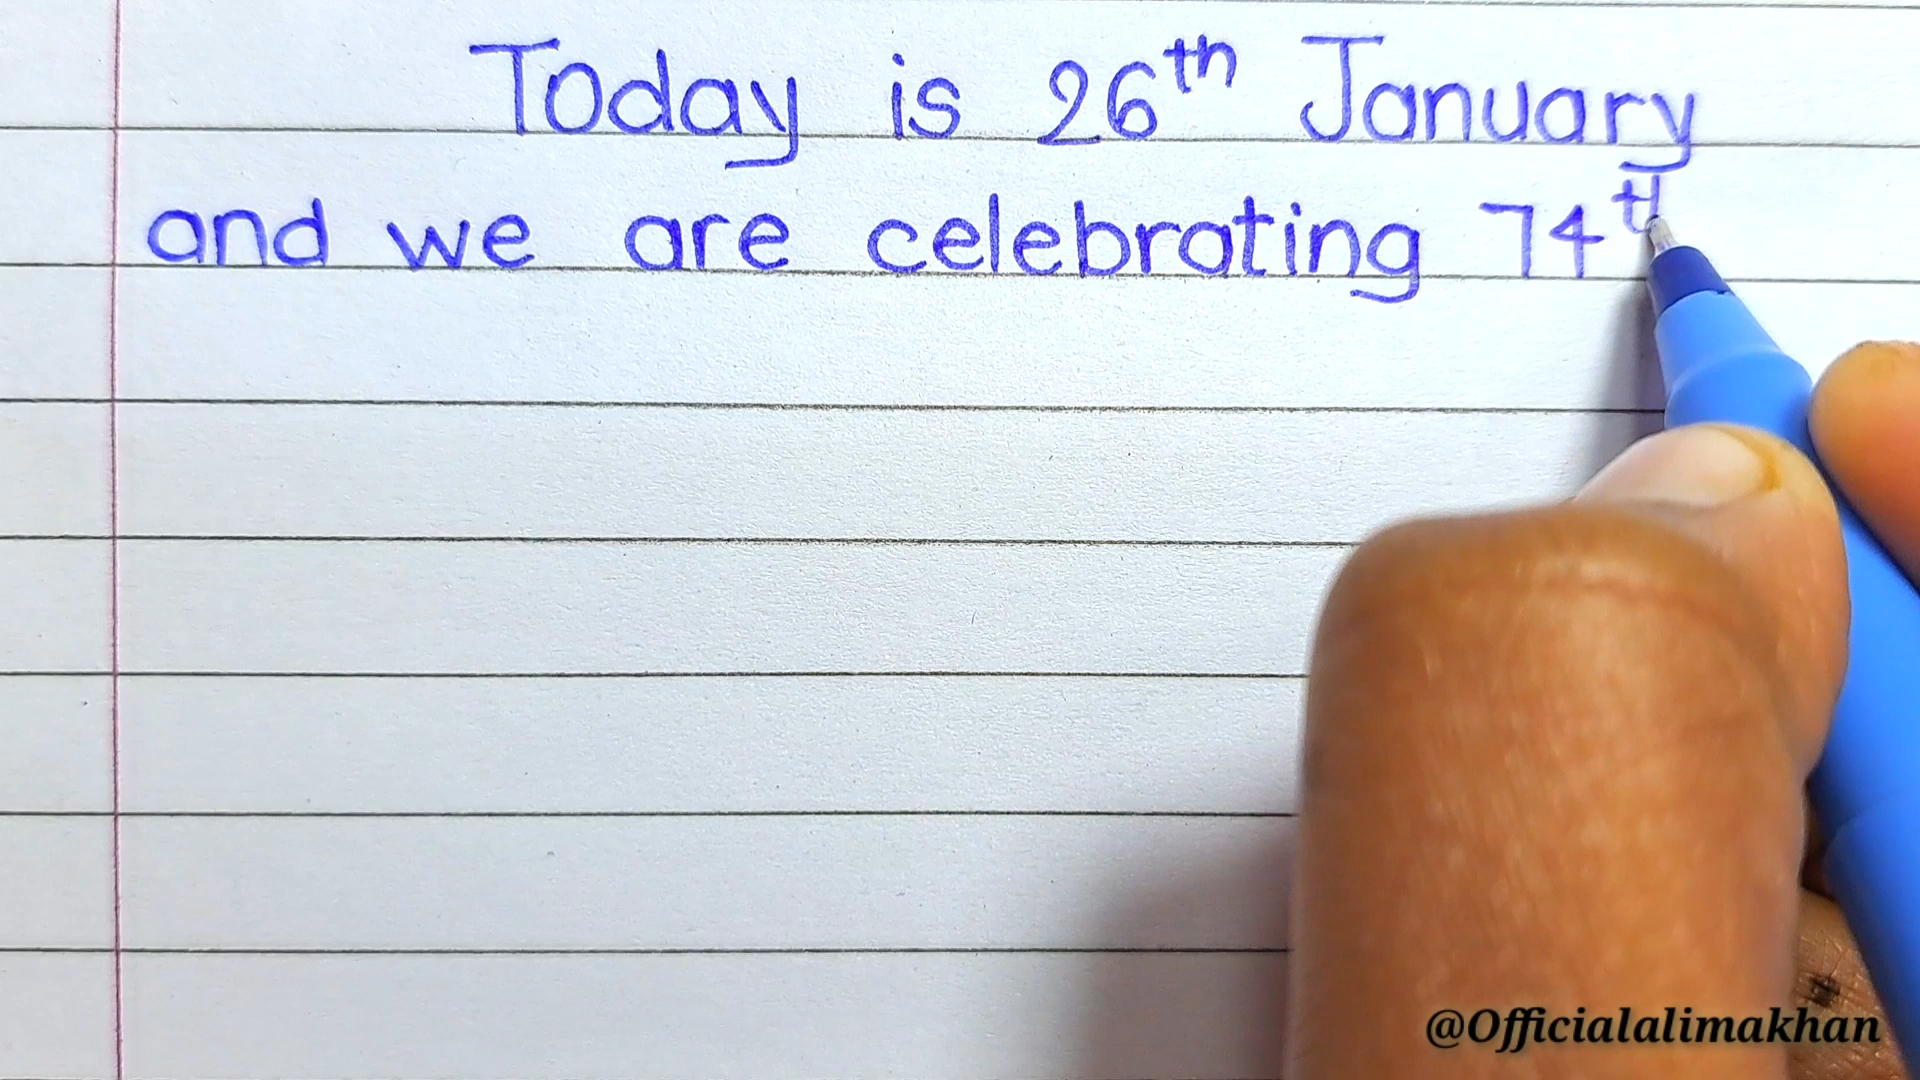 Today is 26th January
and we are celebrating 74t
@Officialalimakhan